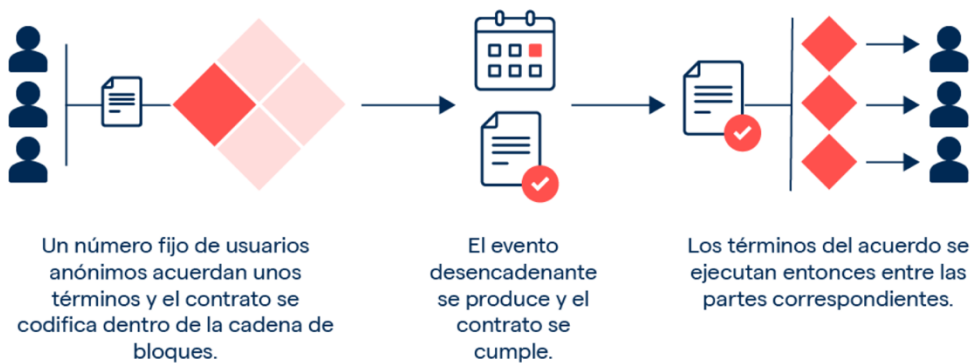 Un número fijo de usuarios
anónimos acuerdan unos
términos y el contrato se
codifica dentro de la cadena de
bloques.
El evento
desencadenante
se produce y el
contrato se
cumple.
Los términos del acuerdo se
ejecutan entonces entre las
partes correspondientes.